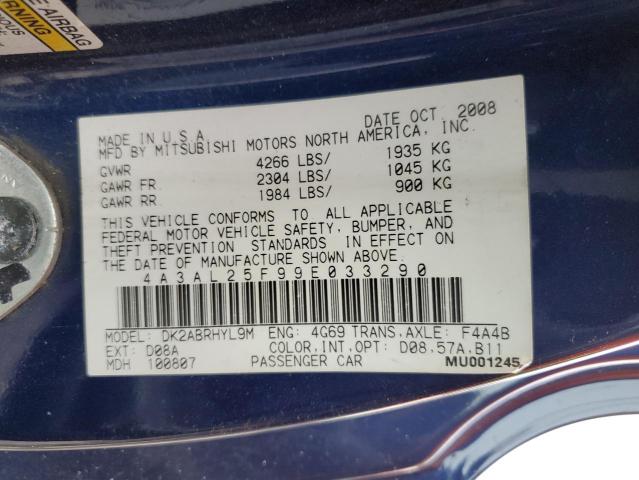 E AIRBAG
RNING
DATE OCT. 2008
MADE IN U.S.A.
MFD BY MITSUBISHI MOTORS NORTH AMERICA, INC.
GVWR 4266 LBS/ 1935 KG
GAWR FR. 2304 LBS/ 1045 KG
GAWR RR. 1984 LBS/ 900 KG
THIS VEHICLE CONFORMS TO ALL APPLICABLE
FEDERAL MOTOR VEHICLE SAFETY, BUMPER, AND
THEFT PREVENTION STANDARDS IN EFFECT ON
THE DATE OF MANUFACTURE SHOWN ABOVE.
4A3AL25F99E033290
MODEL: DK2ABRHYL9M ENG: 4G69 TRANS.AXLE: F4A4B
EXT: D08A COLOR,INT,OPT: D08,57A,B11
MDH 100807 PASSENGER CAR MU001245